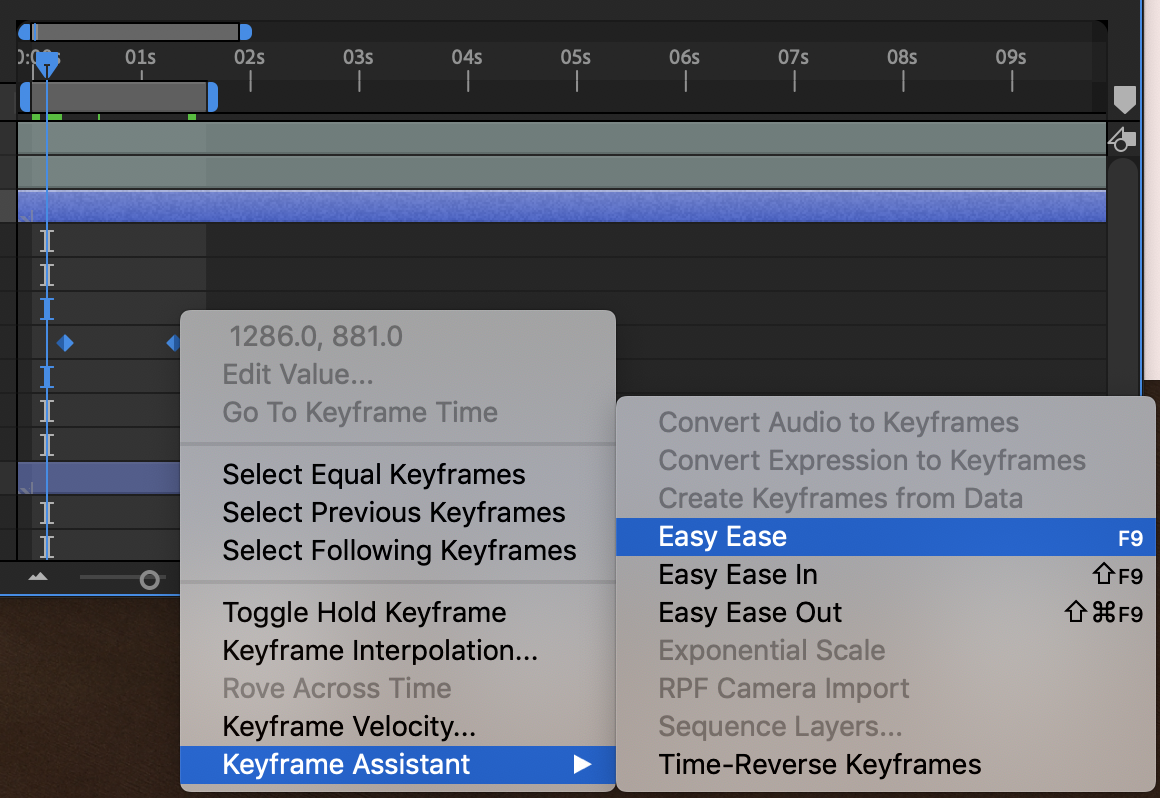 01s
02s
03s
04s
05s
06s
07s
08s
09s
1286.0, 881.0
Edit Value...
Go To Keyframe Time
Select Equal Keyframes
Select Previous Keyframes
Select Following Keyframes
Toggle Hold Keyframe
Keyframe Interpolation...
Rove Across Time
Keyframe Velocity...
Keyframe Assistant
Convert Audio to Keyframes
Convert Expression to Keyframes
Create Keyframes from Data
Easy Ease F9
Easy Ease In ⇧F9
Easy Ease Out ⇧⌘F9
Exponential Scale
RPF Camera Import
Sequence Layers...
Time-Reverse Keyframes